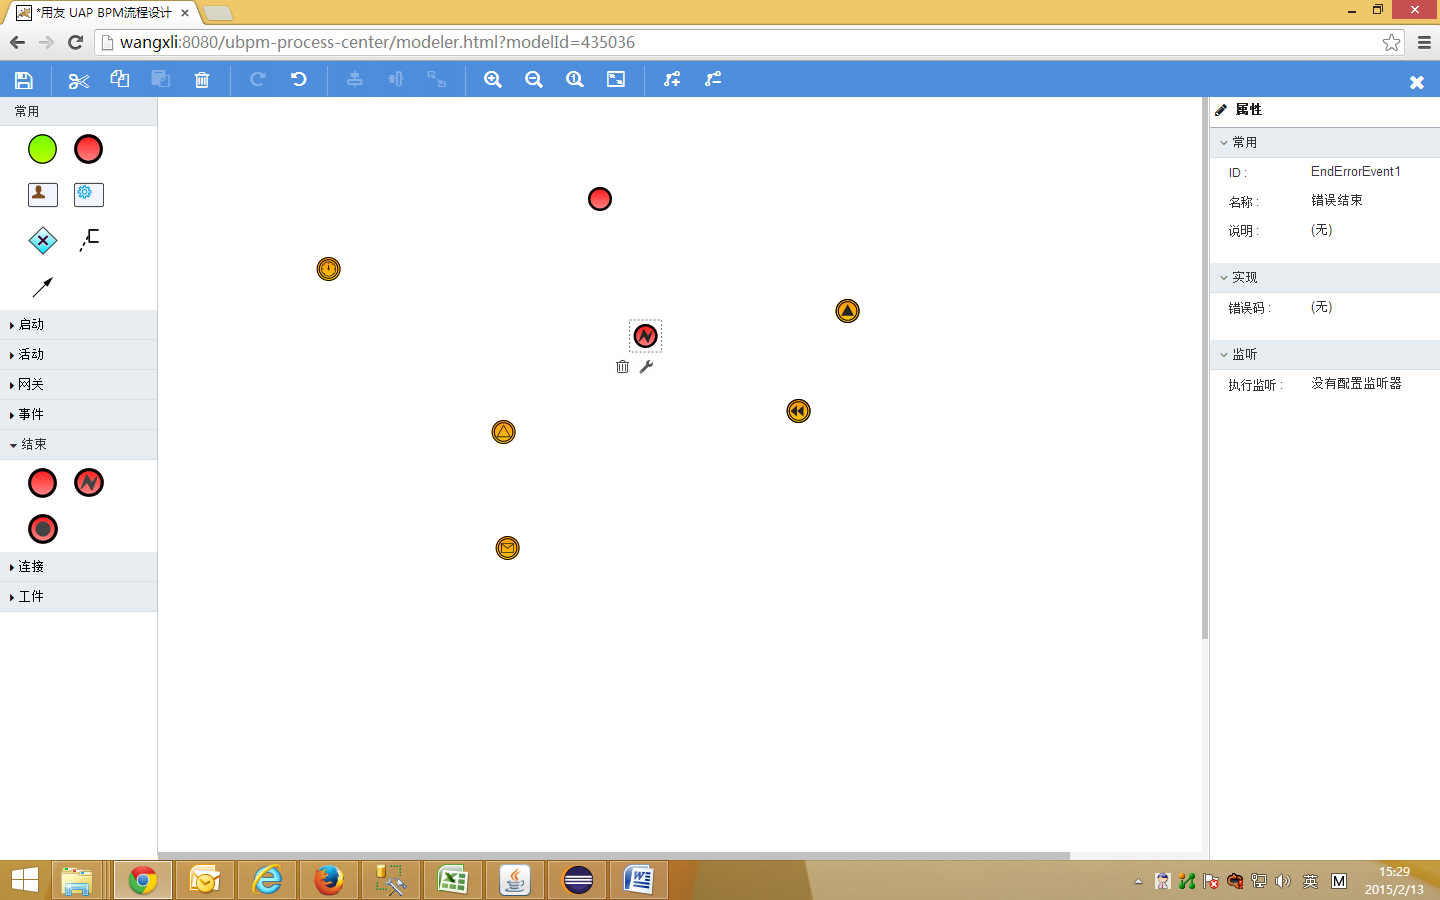 *用友 UAP BPM流程设计
wangxli:8080/ubpm-process-center/modeler.html?modelId=435036
常用
启动
活动
网关
事件
结束
连接
工件
属性
常用
ID : EndErrorEvent1
名称 : 错误结束
说明 : (无)
实现
错误码 : (无)
监听
执行监听 : 没有配置监听器
英 M
15:29
2015/2/13